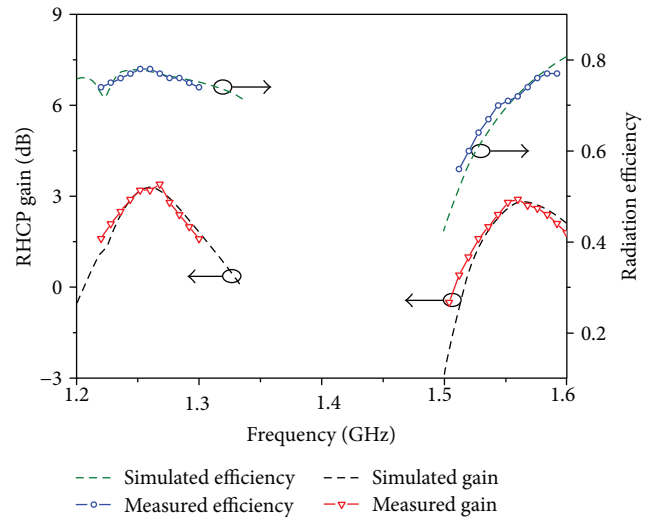 9
6
3
0
−3
RHCP gain (dB)
0.8
0.6
0.4
0.2
Radiation efficiency
1.2
1.3
1.4
1.5
1.6
Frequency (GHz)
Simulated efficiency
Simulated gain
Measured efficiency
Measured gain